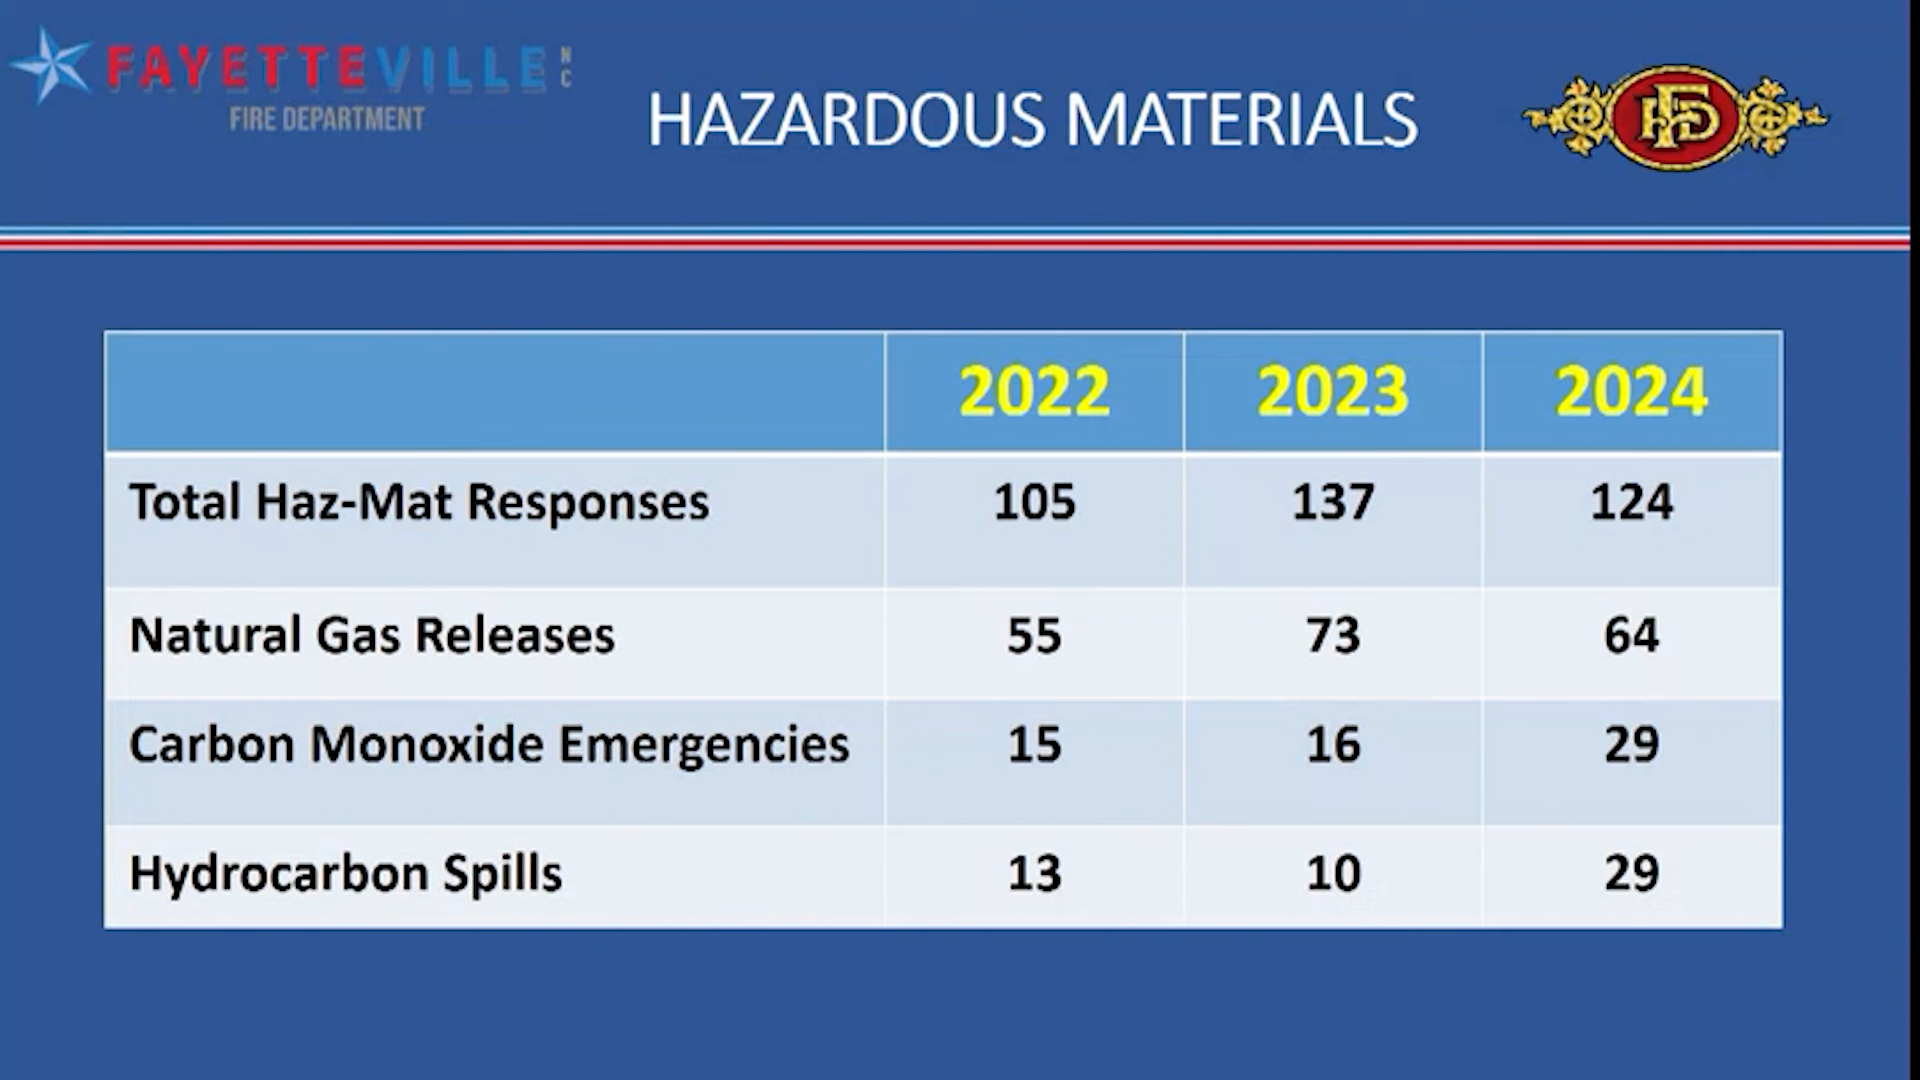 FAYETTEVILLE NC
FIRE DEPARTMENT
HAZARDOUS MATERIALS
FFD
2022 2023 2024
Total Haz-Mat Responses 105 137 124
Natural Gas Releases 55 73 64
Carbon Monoxide Emergencies 15 16 29
Hydrocarbon Spills 13 10 29